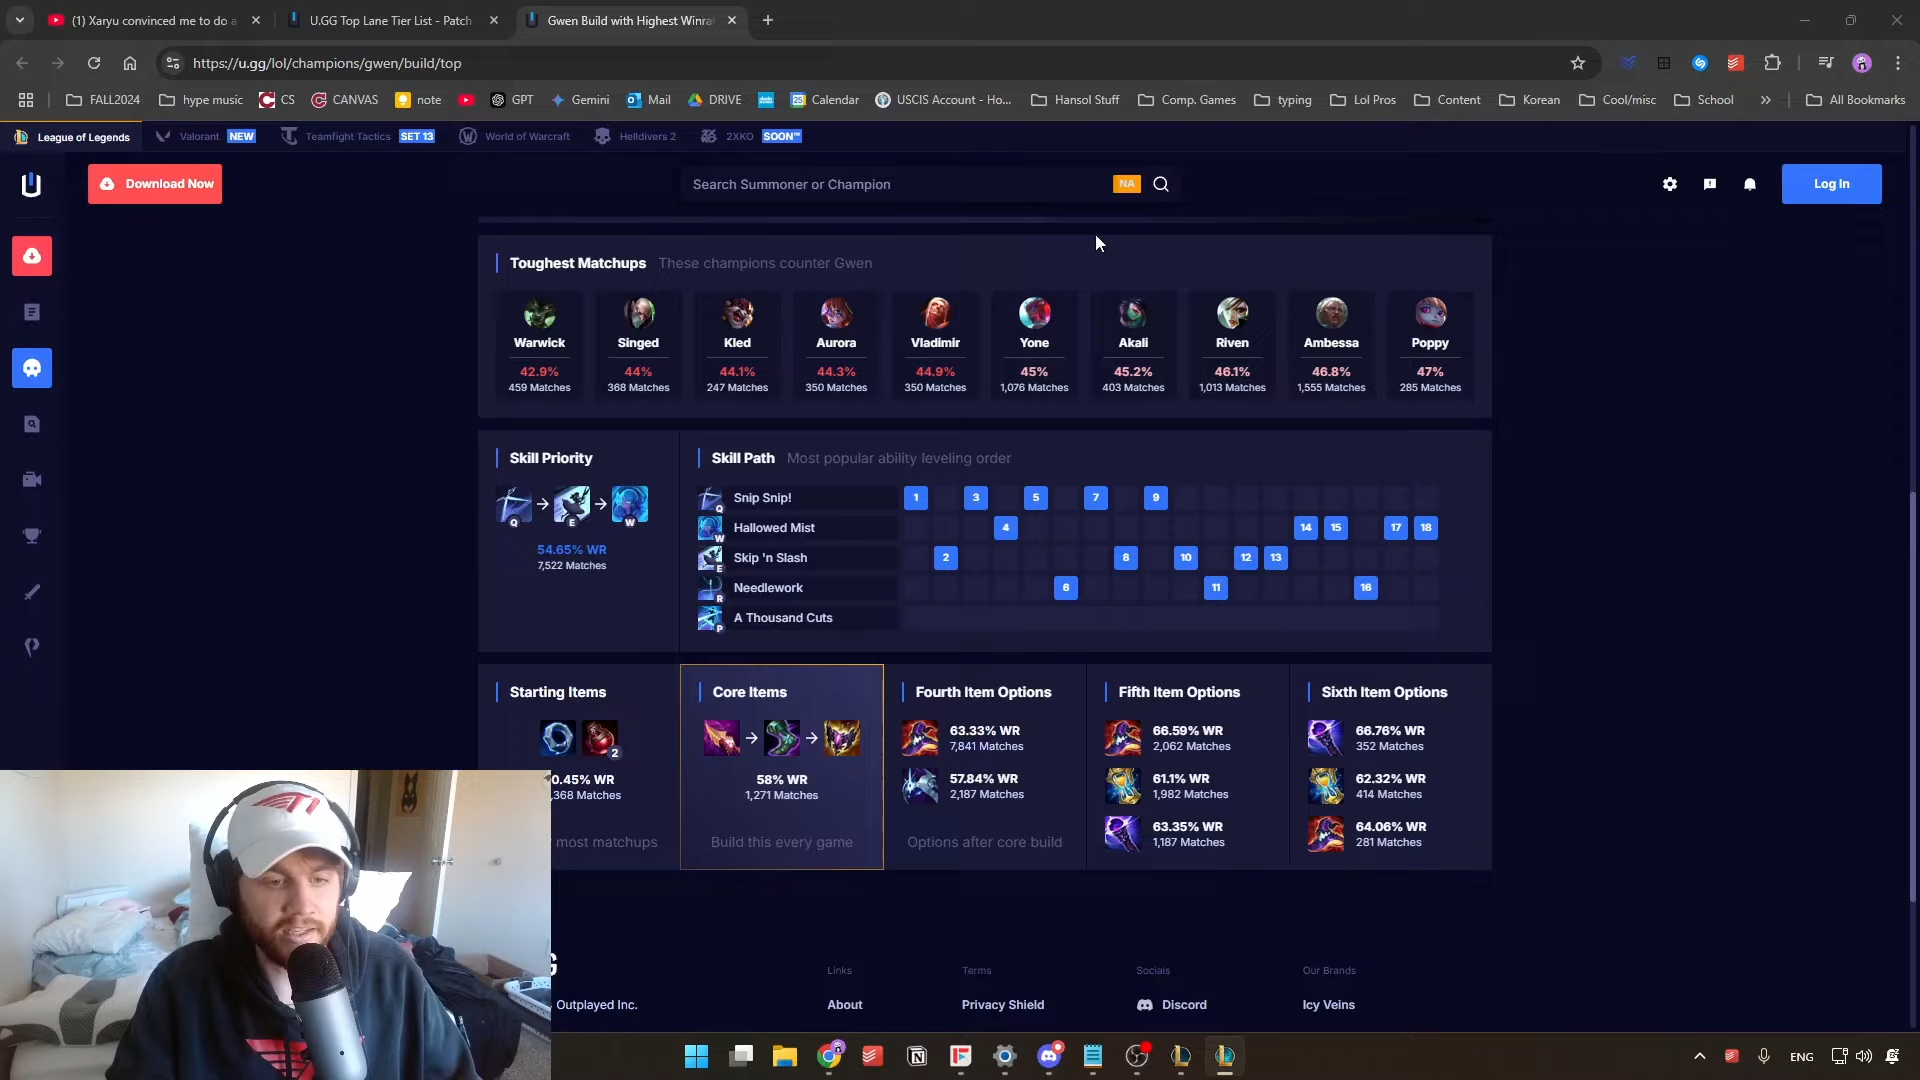 (1) Xaryu convinced me to do a
U.GG Top Lane Tier List - Patch
Gwen Build with Highest Winra
https://u.gg/lol/champions/gwen/build/top
FALL2024
hype music
CS
CANVAS
note
GPT
Gemini
Mail
DRIVE
Calendar
USCIS Account - Ho...
Hansol Stuff
Comp. Games
typing
Lol Pros
Content
Korean
Cool/misc
School
All Bookmarks
League of Legends
Valorant NEW
Teamfight Tactics SET 13
World of Warcraft
Helldivers 2
2XKO SOON™
Download Now
Search Summoner or Champion
NA
Log In
Toughest Matchups These champions counter Gwen
Warwick Singed Kled Aurora Vladimir Yone Akali Riven Ambessa Poppy
42.9% 44% 44.1% 44.3% 44.9% 45% 45.2% 46.1% 46.8% 47%
459 Matches 368 Matches 247 Matches 350 Matches 350 Matches 1,076 Matches 403 Matches 1,013 Matches 1,555 Matches 285 Matches
Skill Priority
Q E W
54.65% WR
7,522 Matches
Skill Path Most popular ability leveling order
Q Snip Snip! 1 3 5 7 9
W Hallowed Mist 4 14 15 17 18
E Skip 'n Slash 2 8 10 12 13
R Needlework 6 11 16
P A Thousand Cuts
Starting Items
2
0.45% WR
,368 Matches
most matchups
Core Items
58% WR
1,271 Matches
Build this every game
Fourth Item Options
63.33% WR
7,841 Matches
57.84% WR
2,187 Matches
Options after core build
Fifth Item Options
66.59% WR
2,062 Matches
61.1% WR
1,982 Matches
63.35% WR
1,187 Matches
Sixth Item Options
66.76% WR
352 Matches
62.32% WR
414 Matches
64.06% WR
281 Matches
G
Outplayed Inc.
Links
About
Terms
Privacy Shield
Socials
Discord
Our Brands
Icy Veins
ENG